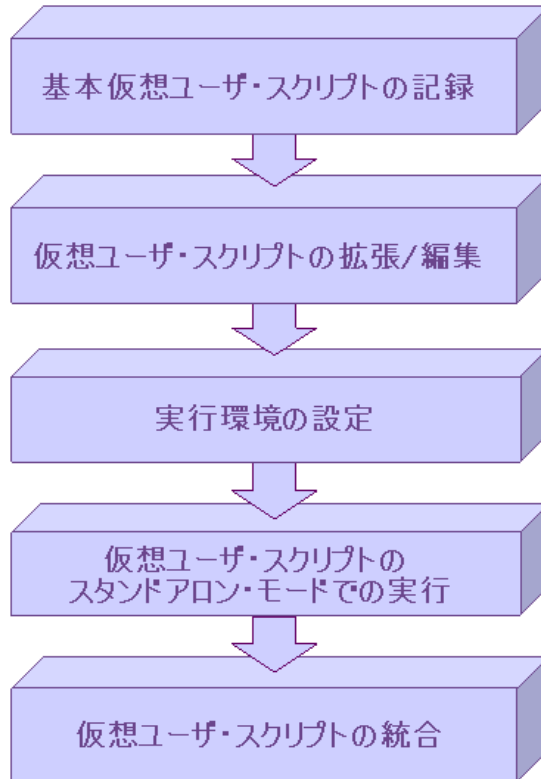 基本仮想ユーザ・スクリプトの記録
仮想ユーザ・スクリプトの拡張/編集
実行環境の設定
仮想ユーザ・スクリプトの
スタンドアロン・モードでの実行
仮想ユーザ・スクリプトの統合